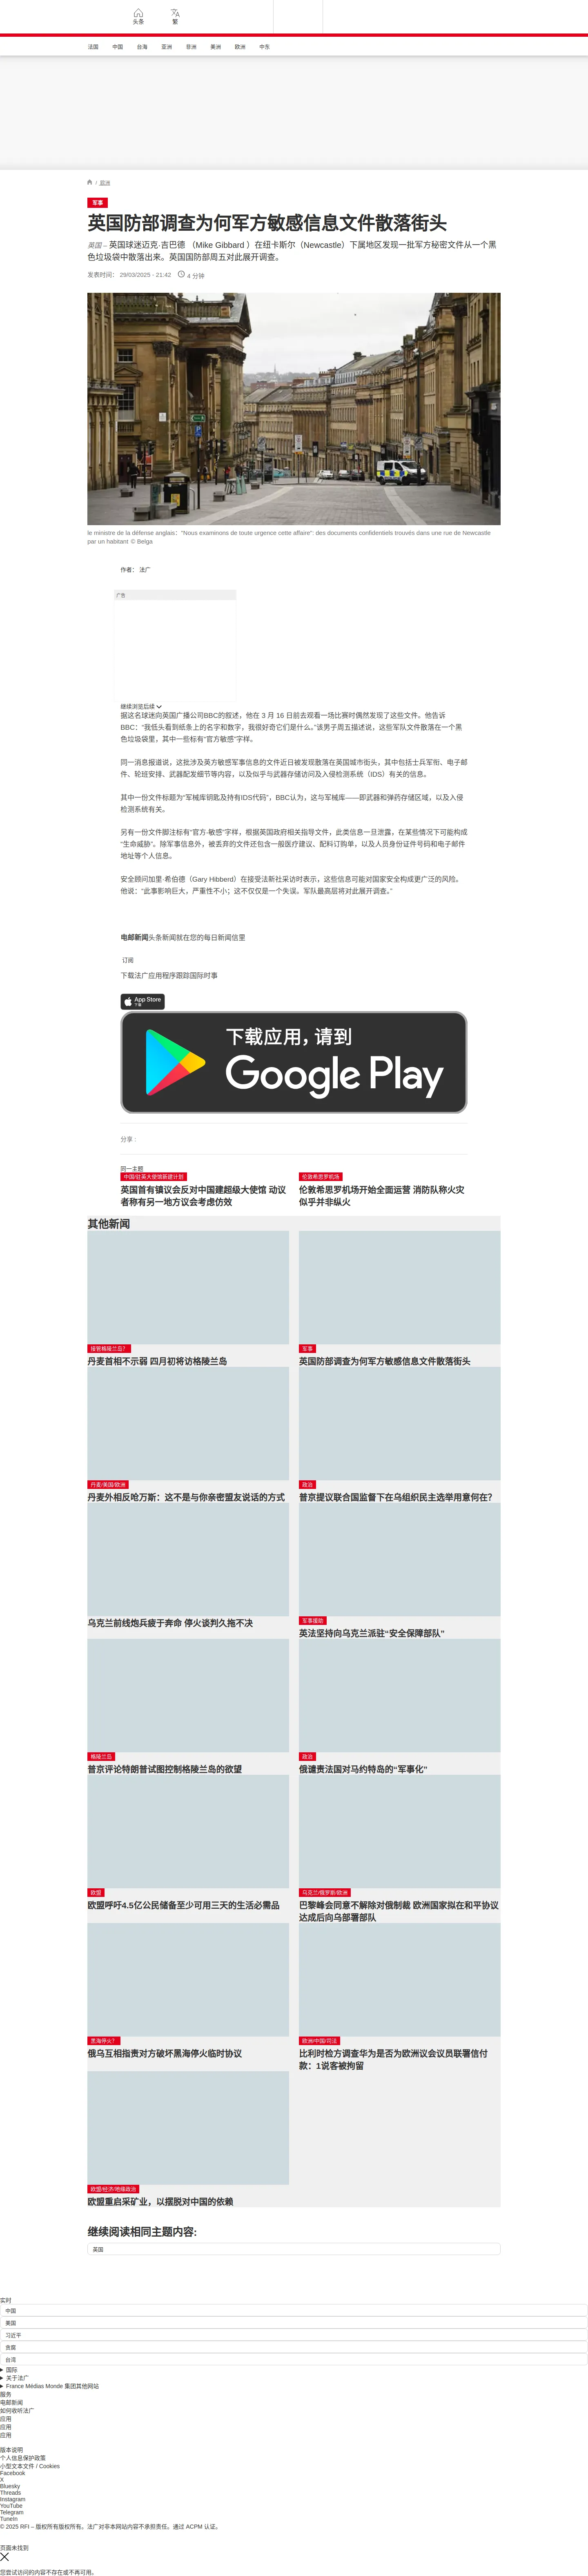 头条
繁
法国
中国
台海
亚洲
非洲
美洲
欧洲
中东
/ 欧洲
军事
英国防部调查为何军方敏感信息文件散落街头
英国 – 英国球迷迈克·吉巴德 （Mike Gibbard ）在纽卡斯尔（Newcastle）下属地区发现一批军方秘密文件从一个黑
色垃圾袋中散落出来。英国国防部周五对此展开调查。
发表时间： 29/03/2025 - 21:42
4 分钟
le ministre de la défense anglais："Nous examinons de toute urgence cette affaire": des documents confidentiels trouvés dans une rue de Newcastle
par un habitant © Belga
作者： 法广
广告
继续浏览后续
据这名球迷向英国广播公司BBC的叙述，他在 3 月 16 日前去观看一场比赛时偶然发现了这些文件。他告诉
BBC：“我低头看到纸条上的名字和数字，我很好奇它们是什么。”该男子周五描述说，这些军队文件散落在一个黑
色垃圾袋里，其中一些标有“官方敏感”字样。
同一消息报道说，这批涉及英方敏感军事信息的文件近日被发现散落在英国城市街头，其中包括士兵军衔、电子邮
件、轮班安排、武器配发细节等内容，以及似乎与武器存储访问及入侵检测系统（IDS）有关的信息。
其中一份文件标题为“军械库钥匙及持有IDS代码”，BBC认为，这与军械库——即武器和弹药存储区域，以及入侵
检测系统有关。
另有一份文件脚注标有“官方-敏感”字样，根据英国政府相关指导文件，此类信息一旦泄露，在某些情况下可能构成
“生命威胁”。除军事信息外，被丢弃的文件还包含一般医疗建议、配料订购单，以及人员身份证件号码和电子邮件
地址等个人信息。
安全顾问加里·希伯德（Gary Hibberd）在接受法新社采访时表示，这些信息可能对国家安全构成更广泛的风险。
他说：“此事影响巨大，严重性不小；这不仅仅是一个失误。军队最高层将对此展开调查。”
电邮新闻头条新闻就在您的每日新闻信里
订阅
下载法广应用程序跟踪国际时事
App Store
下载
下载应用，请到
Google Play
分享 :
同一主题
中国/驻英大使馆新建计划
英国首有镇议会反对中国建超级大使馆 动议
者称有另一地方议会考虑仿效
伦敦希思罗机场
伦敦希思罗机场开始全面运营 消防队称火灾
似乎并非纵火
其他新闻
接管格陵兰岛？
丹麦首相不示弱 四月初将访格陵兰岛
军事
英国防部调查为何军方敏感信息文件散落街头
丹麦/美国/欧洲
丹麦外相反呛万斯：这不是与你亲密盟友说话的方式
政治
普京提议联合国监督下在乌组织民主选举用意何在?
乌克兰前线炮兵疲于奔命 停火谈判久拖不决
军事援助
英法坚持向乌克兰派驻“安全保障部队”
格陵兰岛
普京评论特朗普试图控制格陵兰岛的欲望
政治
俄谴责法国对马约特岛的“军事化”
欧盟
欧盟呼吁4.5亿公民储备至少可用三天的生活必需品
乌克兰/俄罗斯/欧洲
巴黎峰会同意不解除对俄制裁 欧洲国家拟在和平协议
达成后向乌部署部队
黑海停火？
俄乌互相指责对方破坏黑海停火临时协议
欧洲/中国/司法
比利时检方调查华为是否为欧洲议会议员联署信付
款：1说客被拘留
欧盟/经济/地缘政治
欧盟重启采矿业，以摆脱对中国的依赖
继续阅读相同主题内容:
英国
实时
中国
美国
习近平
贵霞
台湾
国际
关于法广
France Médias Monde 集团其他网站
服务
电邮新闻
如何收听法广
应用
应用
应用
版本说明
个人信息保护政策
小型文本文件 / Cookies
Facebook
X
Bluesky
Threads
Instagram
YouTube
Telegram
TuneIn
© 2025 RFI – 版权所有版权所有。法广对非本网站内容不承担责任。通过 ACPM 认证。
页面未找到
您尝试访问的内容不存在或不再可用。